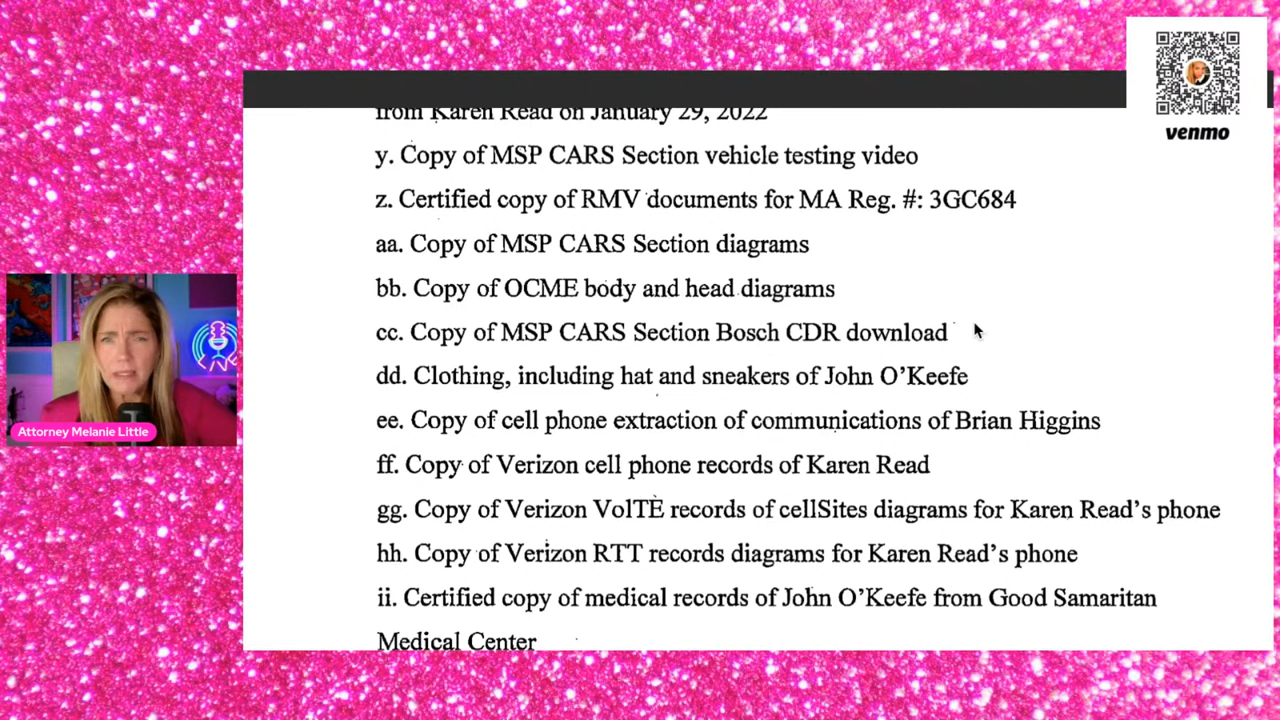 from Karen Read on January 29, 2022
y. Copy of MSP CARS Section vehicle testing video
z. Certified copy of RMV documents for MA Reg. #: 3GC684
aa. Copy of MSP CARS Section diagrams
bb. Copy of OCME body and head diagrams
cc. Copy of MSP CARS Section Bosch CDR download
dd. Clothing, including hat and sneakers of John O’Keefe
ee. Copy of cell phone extraction of communications of Brian Higgins
ff. Copy of Verizon cell phone records of Karen Read
gg. Copy of Verizon VolTE records of cellSites diagrams for Karen Read’s phone
hh. Copy of Verizon RTT records diagrams for Karen Read’s phone
ii. Certified copy of medical records of John O’Keefe from Good Samaritan
Medical Center
venmo
Attorney Melanie Little